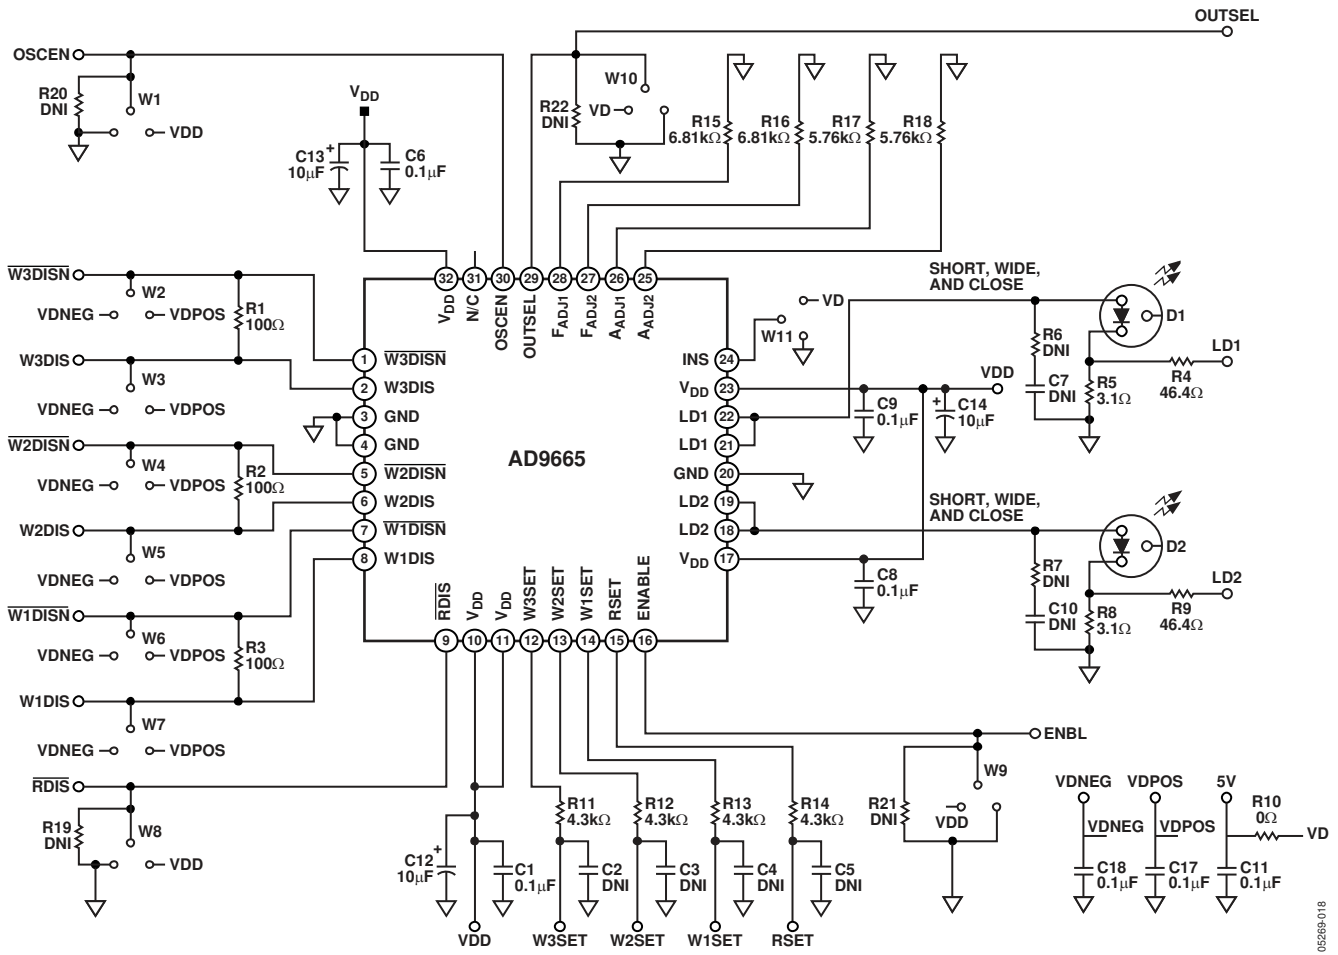 OUTSEL
OSCEN
W10
R20
DNI
W1
VDD
VDD
R22
DNI
VD
R15
6.81kΩ
R16
6.81kΩ
R17
5.76kΩ
R18
5.76kΩ
C13
10µF
+
C6
0.1µF
W3DISN
W2
VDNEG
VDPOS
R1
100Ω
W3DIS
W3
VDNEG
VDPOS
W2DISN
W4
VDNEG
VDPOS
R2
100Ω
W2DIS
W5
VDNEG
VDPOS
W1DISN
W6
VDNEG
VDPOS
R3
100Ω
W1DIS
W7
VDNEG
VDPOS
RDIS
R19
DNI
W8
VDD
32
31
30
29
28
27
26
25
VDD
N/C
OSCEN
OUTSEL
FADJ1
FADJ2
AADJ1
AADJ2
1
W3DISN
2
W3DIS
3
GND
4
GND
5
W2DISN
6
W2DIS
7
W1DISN
8
W1DIS
AD9665
INS
24
VDD
23
LD1
22
LD1
21
GND
20
LD2
19
LD2
18
VDD
17
RDIS
VDD
VDD
W3SET
W2SET
W1SET
RSET
ENABLE
9
10
11
12
13
14
15
16
VD
W11
SHORT, WIDE,
AND CLOSE
D1
R6
DNI
C7
DNI
R5
3.1Ω
R4
46.4Ω
LD1
VDD
C9
0.1µF
+
C14
10µF
SHORT, WIDE,
AND CLOSE
D2
R7
DNI
C10
DNI
R8
3.1Ω
R9
46.4Ω
LD2
C8
0.1µF
ENBL
W9
R21
DNI
VDD
R11
4.3kΩ
R12
4.3kΩ
R13
4.3kΩ
R14
4.3kΩ
C12
10µF
+
C1
0.1µF
C2
DNI
C3
DNI
C4
DNI
C5
DNI
VDD
W3SET
W2SET
W1SET
RSET
VDNEG
VDPOS
5V
R10
0Ω
VDNEG
VDPOS
VD
C18
0.1µF
C17
0.1µF
C11
0.1µF
05269-018